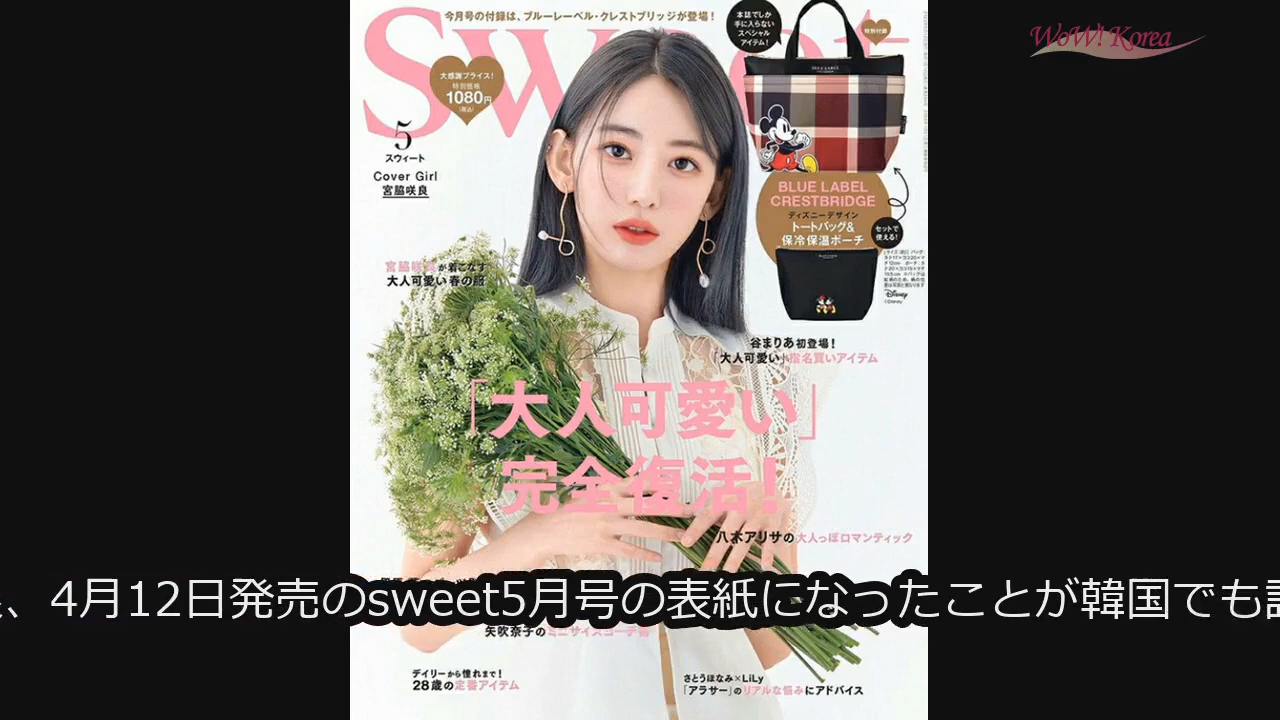 今月号の付録は、ブルーレーベル・クレストブリッジが登場!
sweet
大感謝プライス!
特別価格
1080円
(税込)
5
スウィート
Cover Girl
宮脇咲良
本誌でしか
手に入らない
スペシャル
アイテム!
特別付録
WoW! Korea
BLUE LABEL
CRESTBRIDGE
ディズニーデザイン
トートバッグ&
保冷保温ポーチ
セットで
使える!
Disney
©Disney
宮脇咲良が着こなす
大人可愛い春の服
谷まりあ初登場!
「大人可愛い」指名買いアイテム
「大人可愛い」
完全復活!
八木アリサの大人っぽロマンティック
、4月12日発売のsweet5月号の表紙になったことが韓国でも
矢吹奈子のミニサイズコーデ術
デイリーから憧れまで!
28歳の定番アイテム
さとうほなみ×LiLy
「アラサー」のリアルな悩みにアドバイス